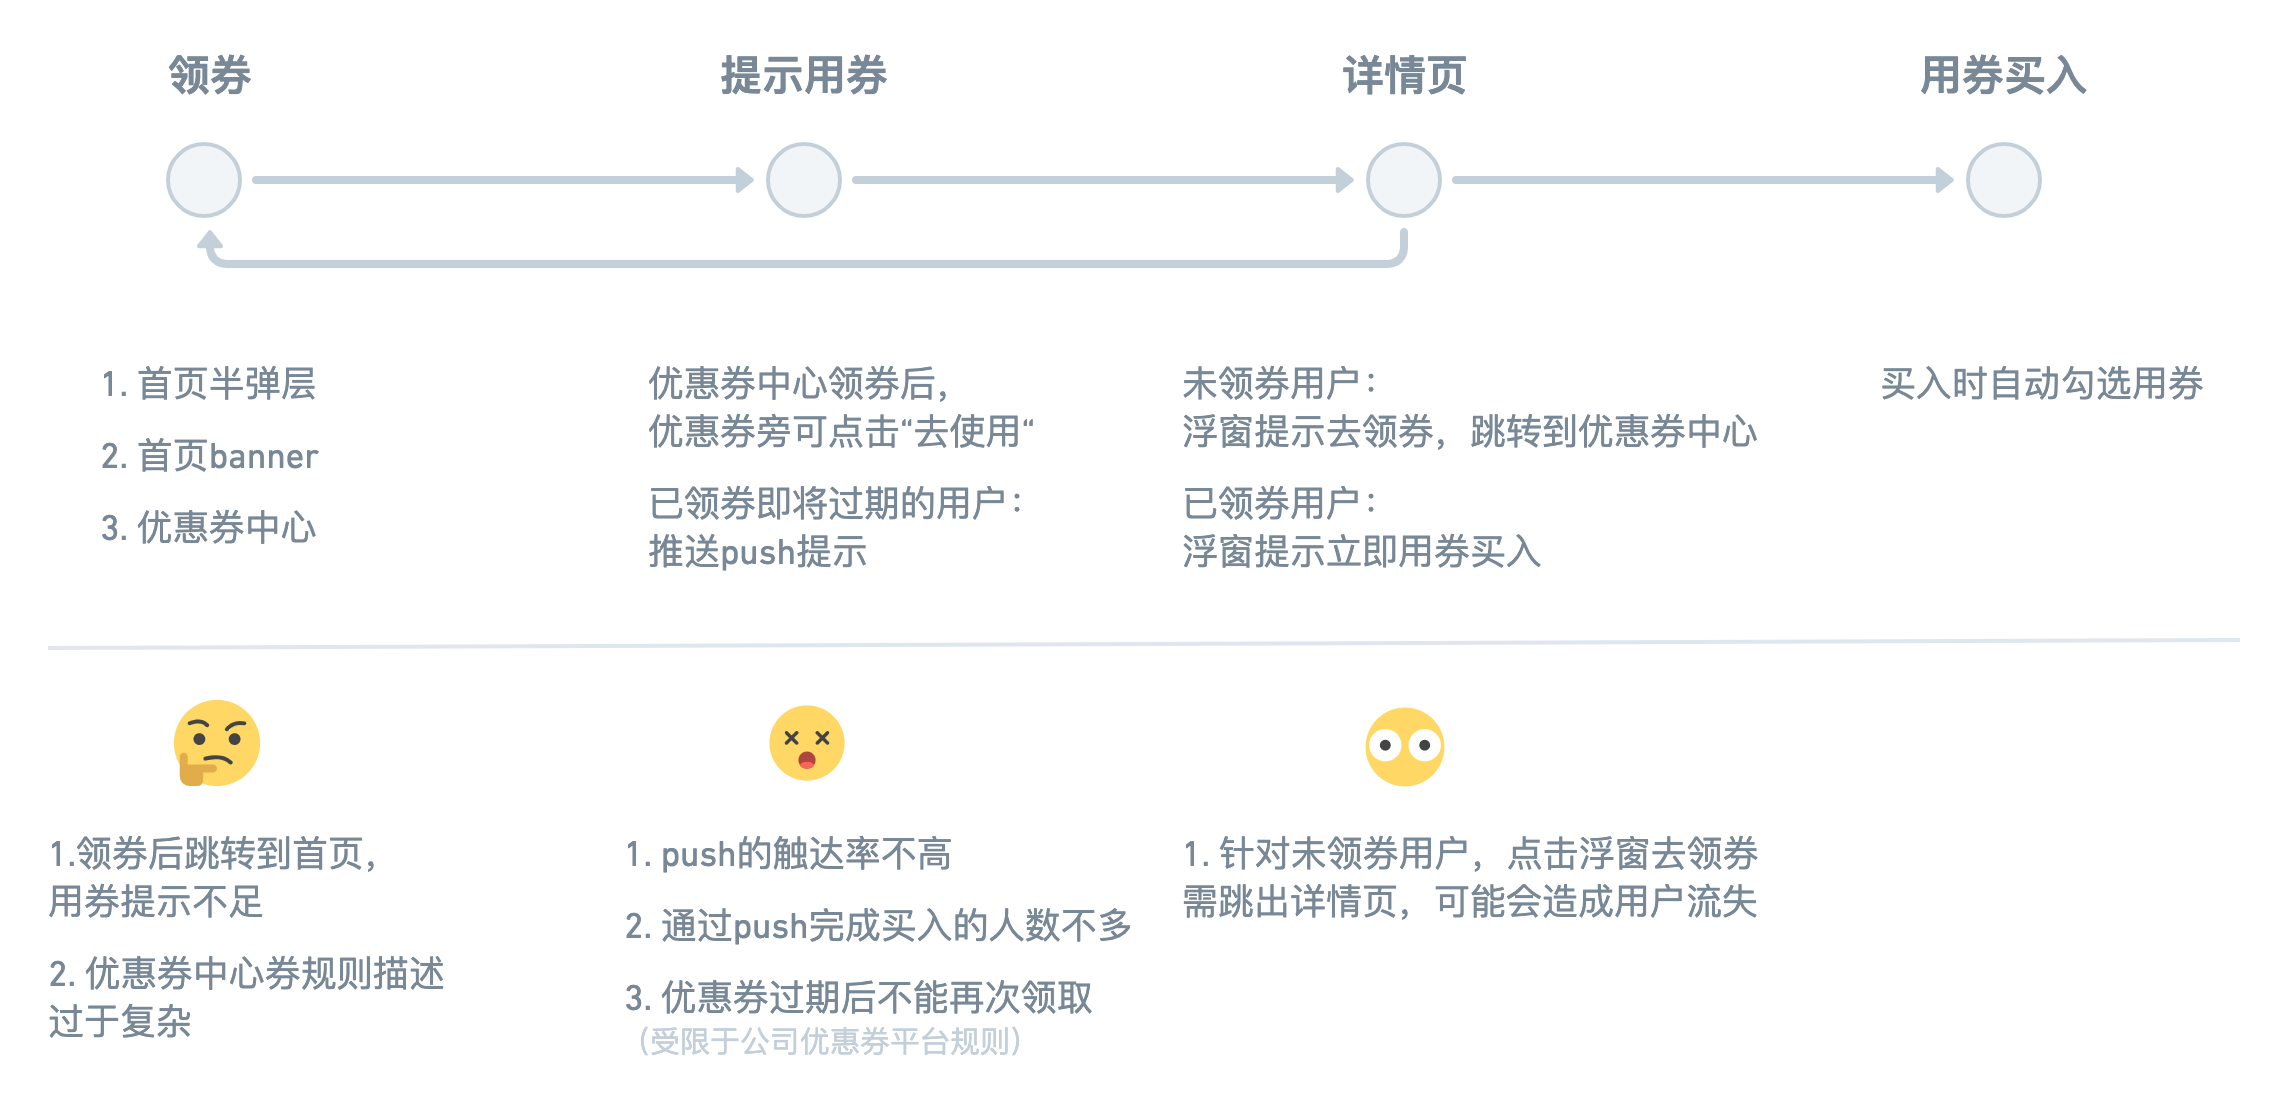 领券
提示用券
详情页
用券买入
1. 首页半弹层
2. 首页banner
3. 优惠券中心
优惠券中心领券后，
优惠券旁可点击“去使用“
已领券即将过期的用户：
推送push提示
未领券用户：
浮窗提示去领券，跳转到优惠券中心
已领券用户：
浮窗提示立即用券买入
买入时自动勾选用券
1.领券后跳转到首页，
用券提示不足
2. 优惠券中心券规则描述
过于复杂
1. push的触达率不高
2. 通过push完成买入的人数不多
3. 优惠券过期后不能再次领取
（受限于公司优惠券平台规则）
1. 针对未领券用户，点击浮窗去领券
需跳出详情页，可能会造成用户流失